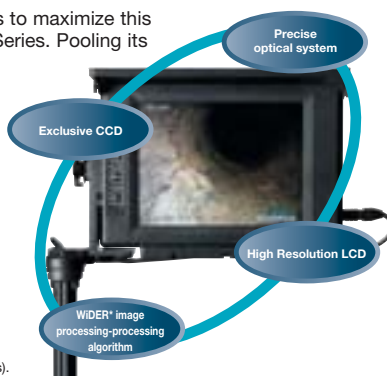 s to maximize this
Series. Pooling its
Precise
optical system
Exclusive CCD
High Resolution LCD
WiDER* image
processing-processing
algorithm
s).